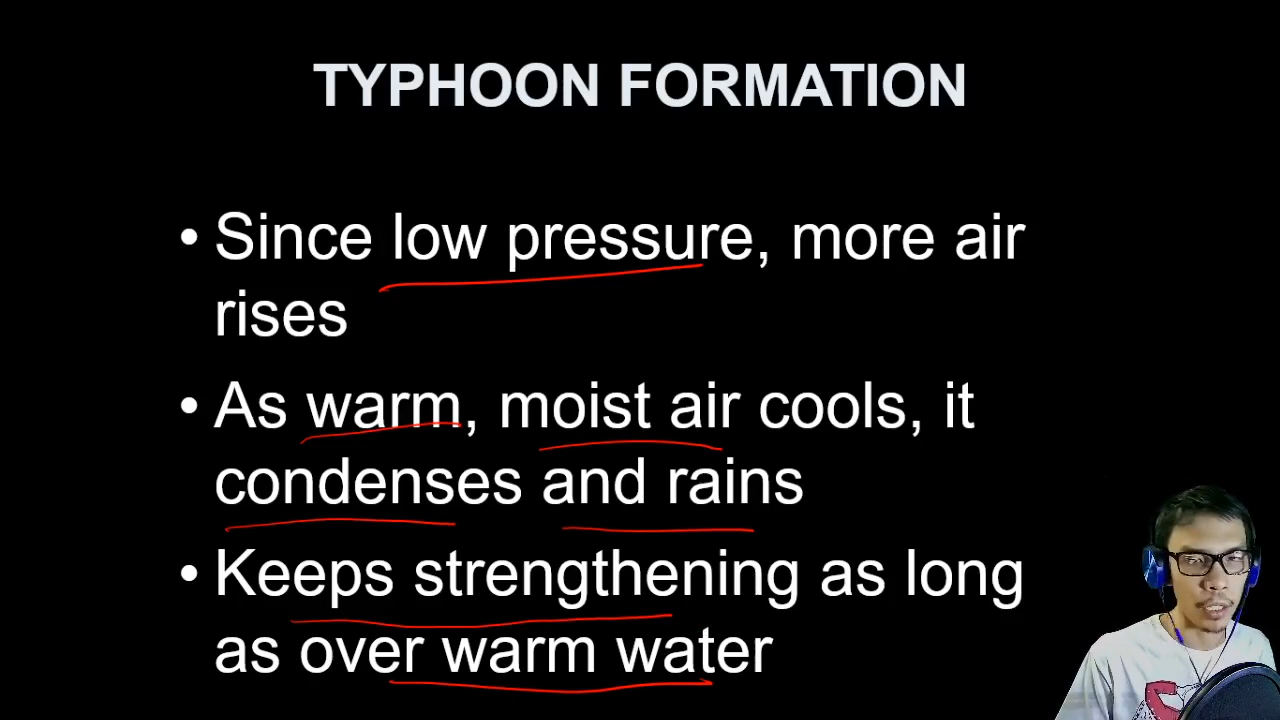 TYPHOON FORMATION
• Since low pressure, more air
rises
• As warm, moist air cools, it
condenses and rains
• Keeps strengthening as long
as over warm water